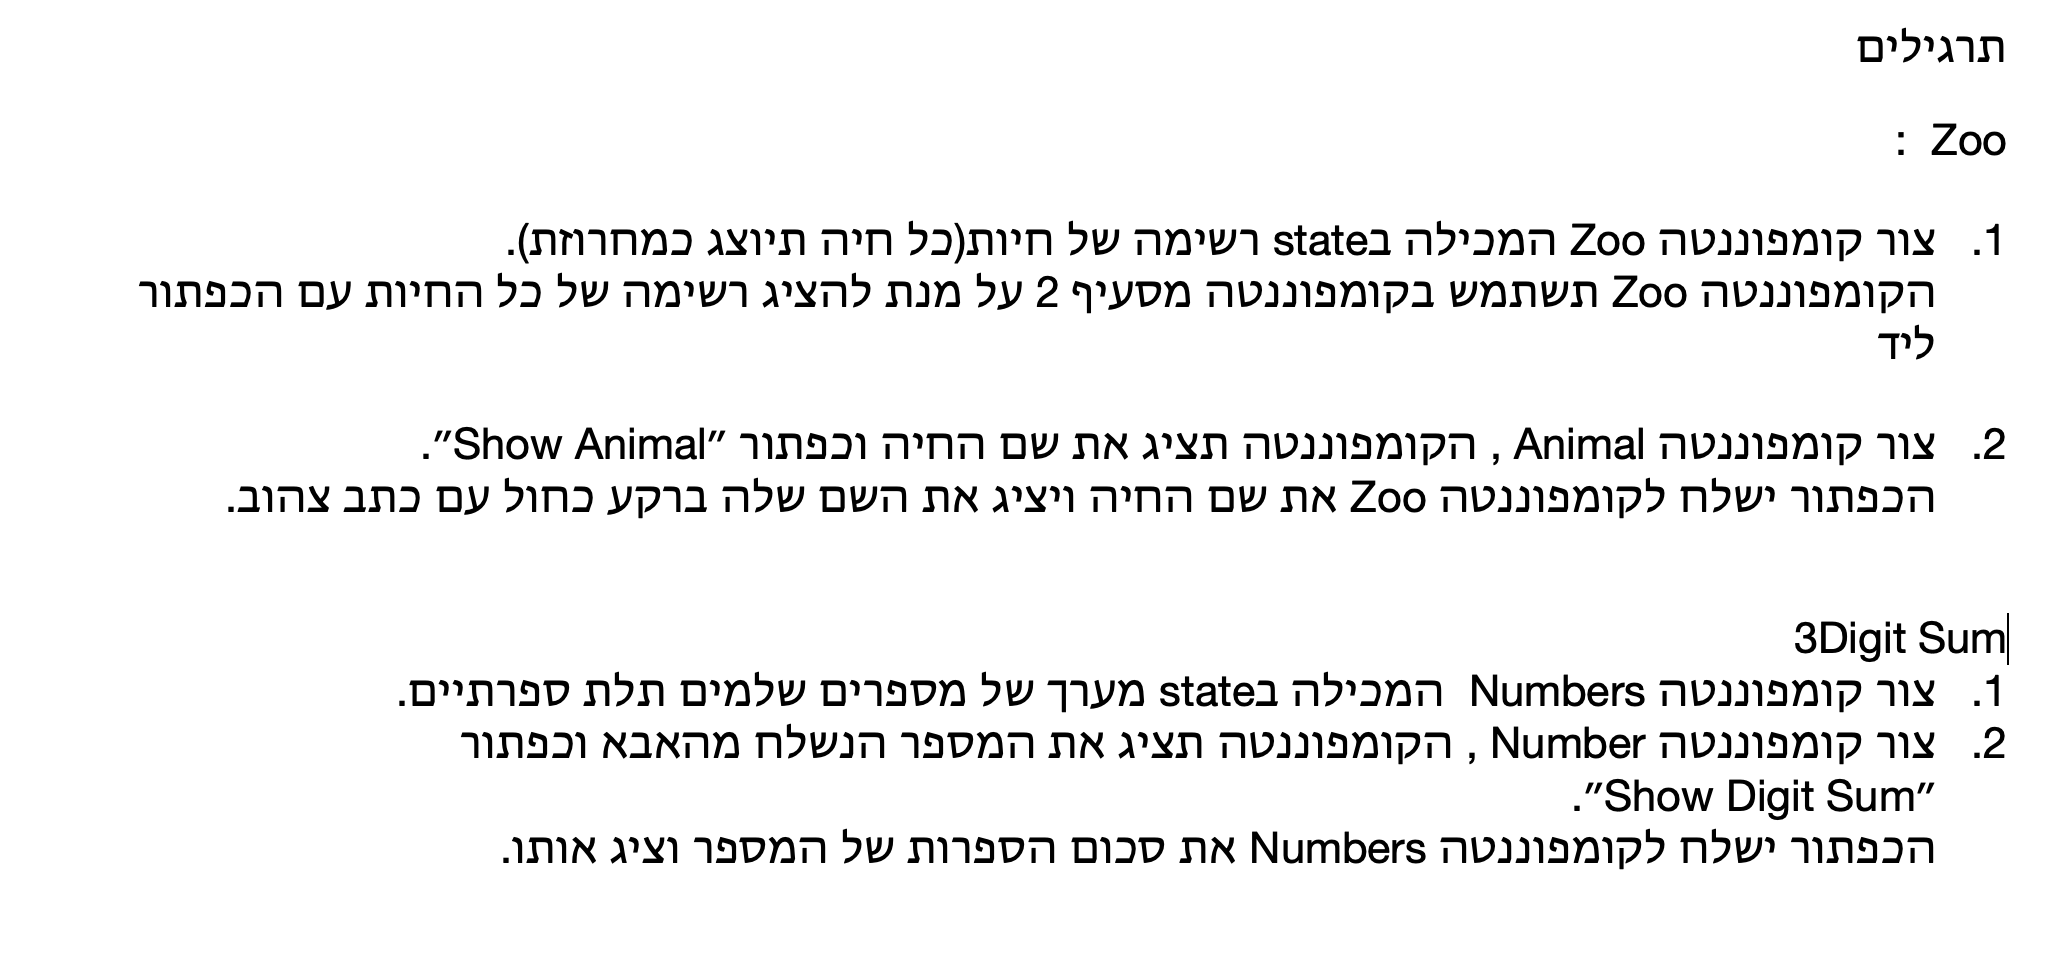 תרגילים
Zoo :
1. צור קומפוננטה Zoo המכילה בstate רשימה של חיות(כל חיה תיוצג כמחרוזת).
הקומפוננטה Zoo תשתמש בקומפוננטה מסעיף 2 על מנת להציג רשימה של כל החיות עם הכפתור
ליד
2. צור קומפוננטה Animal , הקומפוננטה תציג את שם החיה וכפתור ״Show Animal״.
הכפתור ישלח לקומפוננטה Zoo את שם החיה ויציג את השם שלה ברקע כחול עם כתב צהוב.
3Digit Sum
1. צור קומפוננטה Numbers המכילה בstate מערך של מספרים שלמים תלת ספרתיים.
2. צור קומפוננטה Number , הקומפוננטה תציג את המספר הנשלח מהאבא וכפתור
״Show Digit Sum״.
הכפתור ישלח לקומפוננטה Numbers את סכום הספרות של המספר וציג אותו.